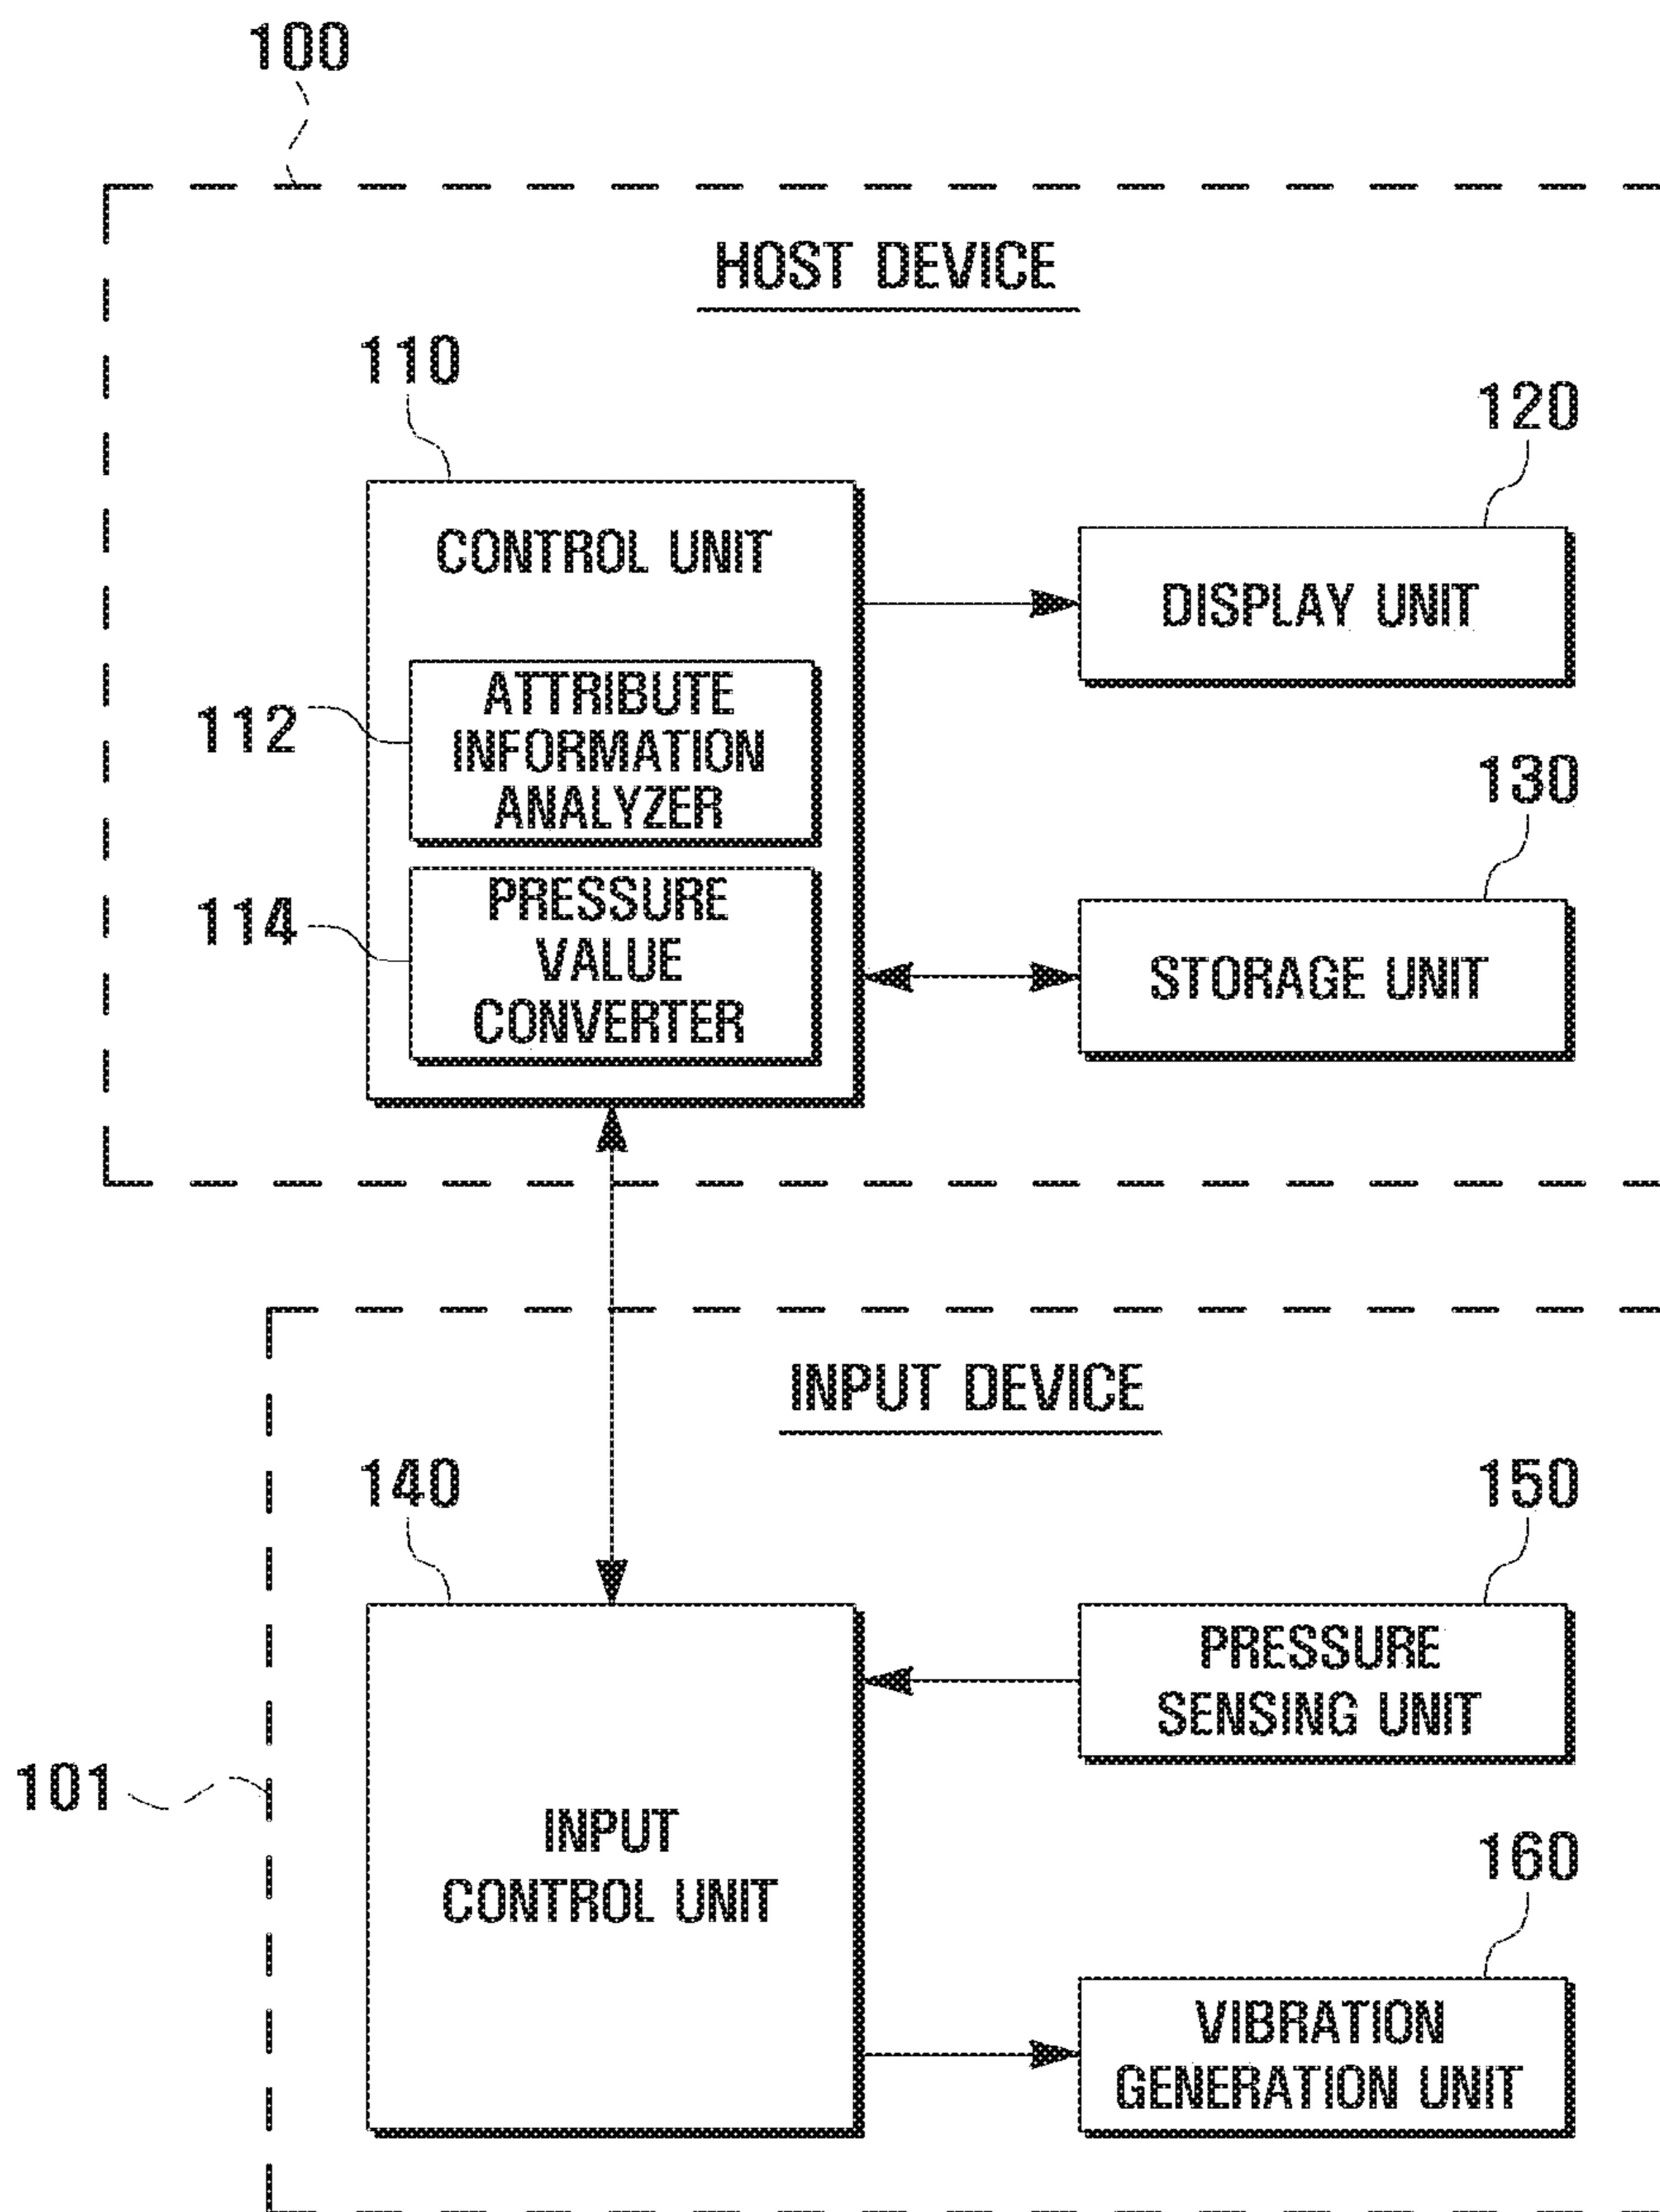 100
HOST DEVICE
110
120
CONTROL UNIT
DISPLAY UNIT
112
ATTRIBUTE
INFORMATION
ANALYZER
130
114
PRESSURE
VALUE
CONVERTER
STORAGE UNIT
INPUT DEVICE
140
150
PRESSURE
SENSING UNIT
101
INPUT
CONTROL UNIT
160
VIBRATION
GENERATION UNIT